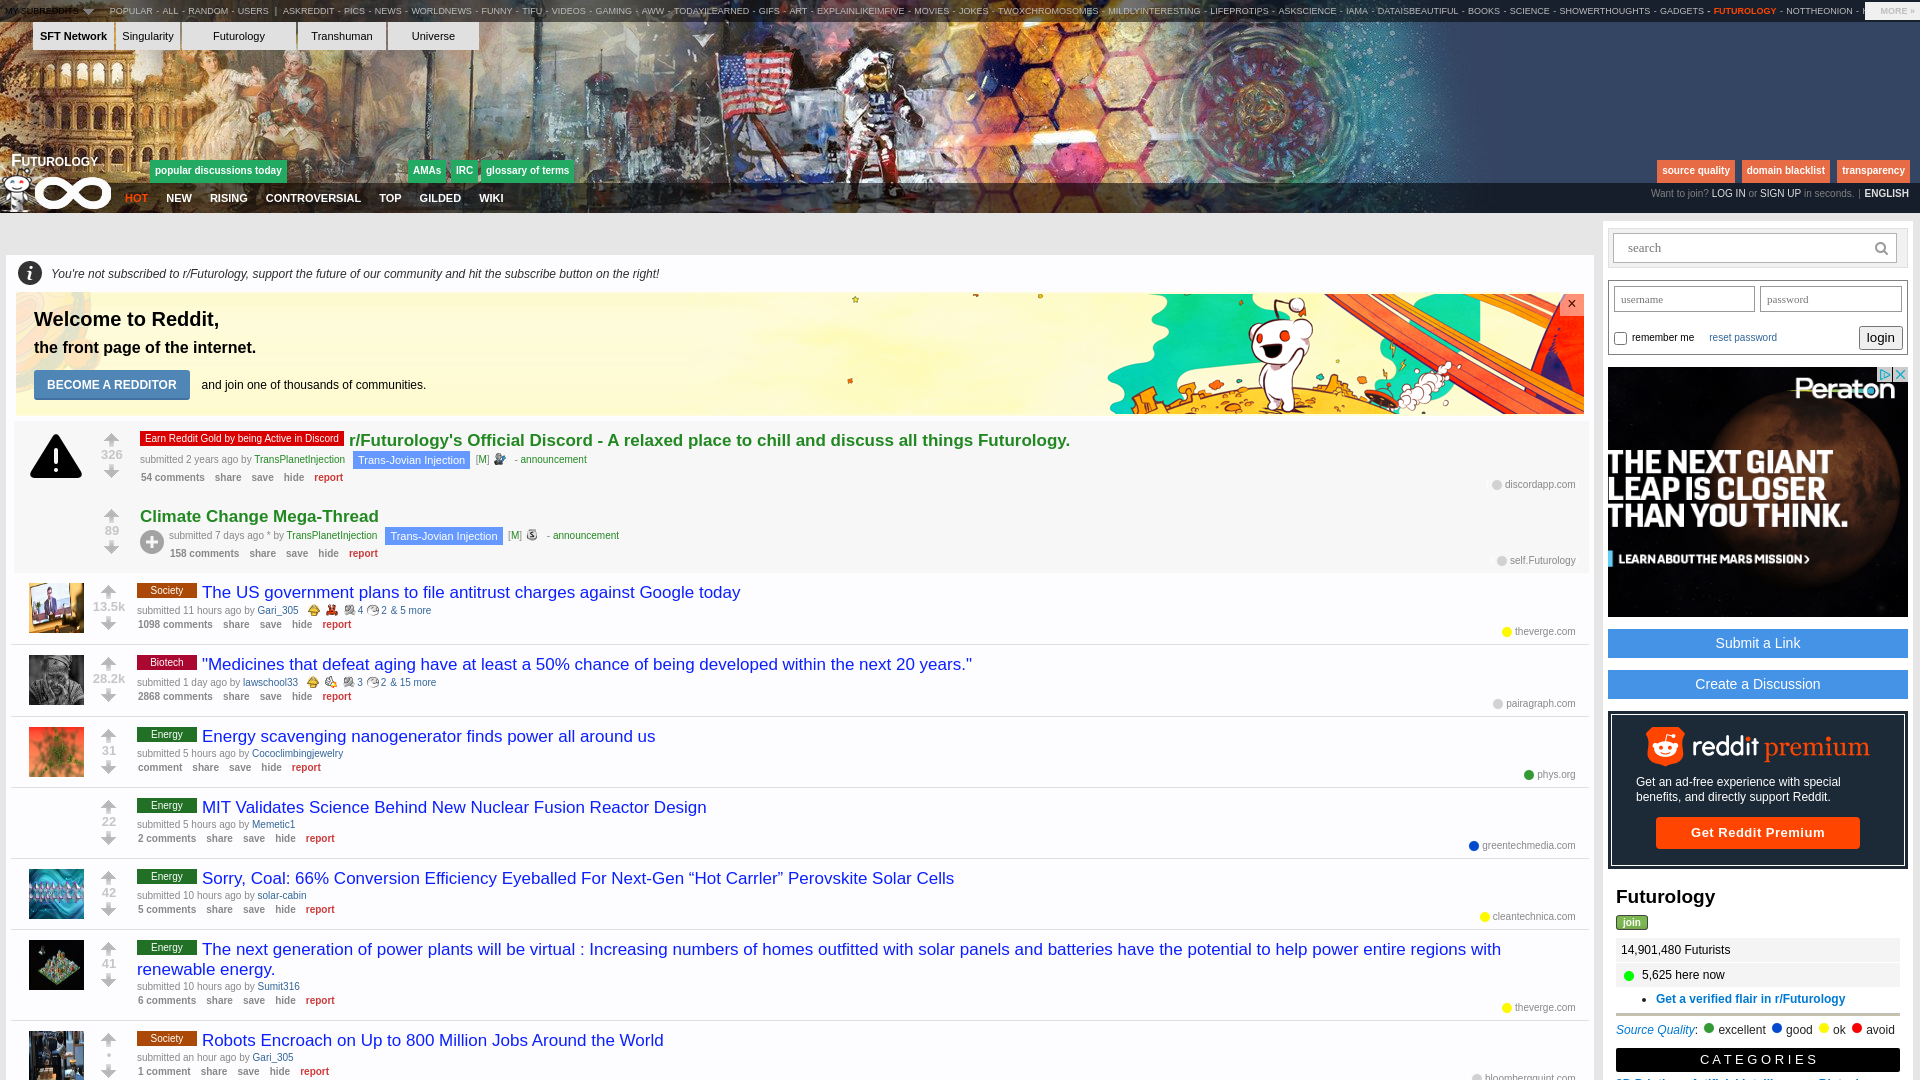 MY SUBREDDITS POPULAR - ALL - RANDOM - USERS | ASKREDDIT - PICS - NEWS - WORLDNEWS - FUNNY - TIFU - VIDEOS - GAMING - AWW - TODAYILEARNED - GIFS - ART - EXPLAINLIKEIMFIVE - MOVIES - JOKES - TWOXCHROMOSOMES - MILDLYINTERESTING - LIFEPROTIPS - ASKSCIENCE - IAMA - DATAISBEAUTIFUL - BOOKS - SCIENCE - SHOWERTHOUGHTS - GADGETS - FUTUROLOGY - NOTTHEONION - MORE »
SFT Network Singularity Futurology Transhuman Universe
FUTUROLOGY
popular discussions today AMAs IRC glossary of terms source quality domain blacklist transparency
HOT NEW RISING CONTROVERSIAL TOP GILDED WIKI
Want to join? LOG IN or SIGN UP in seconds. | ENGLISH
You're not subscribed to r/Futurology, support the future of our community and hit the subscribe button on the right!
Welcome to Reddit,
the front page of the internet.
BECOME A REDDITOR and join one of thousands of communities.
×
326
Earn Reddit Gold by being Active in Discord r/Futurology's Official Discord - A relaxed place to chill and discuss all things Futurology.
submitted 2 years ago by TransPlanetInjection Trans-Jovian Injection [M] - announcement
54 comments share save hide report
discordapp.com
89
Climate Change Mega-Thread
submitted 7 days ago * by TransPlanetInjection Trans-Jovian Injection [M] - announcement
158 comments share save hide report
self.Futurology
13.5k
Society The US government plans to file antitrust charges against Google today
submitted 11 hours ago by Gari_305 4 2 & 5 more
1098 comments share save hide report
theverge.com
28.2k
Biotech "Medicines that defeat aging have at least a 50% chance of being developed within the next 20 years."
submitted 1 day ago by lawschool33 3 2 & 15 more
2868 comments share save hide report
pairagraph.com
31
Energy Energy scavenging nanogenerator finds power all around us
submitted 5 hours ago by Cococlimbingjewelry
comment share save hide report
phys.org
22
Energy MIT Validates Science Behind New Nuclear Fusion Reactor Design
submitted 5 hours ago by Memetic1
2 comments share save hide report
greentechmedia.com
42
Energy Sorry, Coal: 66% Conversion Efficiency Eyeballed For Next-Gen “Hot Carrler” Perovskite Solar Cells
submitted 10 hours ago by solar-cabin
5 comments share save hide report
cleantechnica.com
41
Energy The next generation of power plants will be virtual : Increasing numbers of homes outfitted with solar panels and batteries have the potential to help power entire regions with
renewable energy.
submitted 10 hours ago by Sumit316
6 comments share save hide report
theverge.com
•
Society Robots Encroach on Up to 800 Million Jobs Around the World
submitted an hour ago by Gari_305
1 comment share save hide report
bloombergquint.com
search
username password
remember me reset password login
Peraton
THE NEXT GIANT
LEAP IS CLOSER
THAN YOU THINK.
LEARN ABOUT THE MARS MISSION >
Submit a Link
Create a Discussion
reddit premium
Get an ad-free experience with special
benefits, and directly support Reddit.
Get Reddit Premium
Futurology
join
14,901,480 Futurists
5,625 here now
• Get a verified flair in r/Futurology
Source Quality: excellent good ok avoid
CATEGORIES